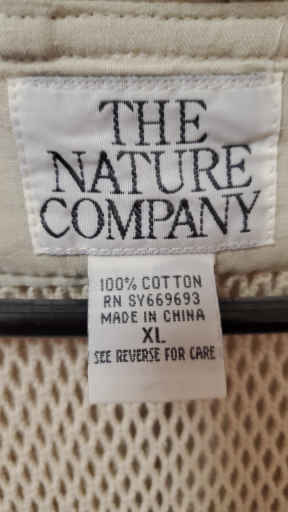 THE
NATURE
COMPANY
100% COTTON
RN SY669693
MADE IN CHINA
XL
SEE REVERSE FOR CARE